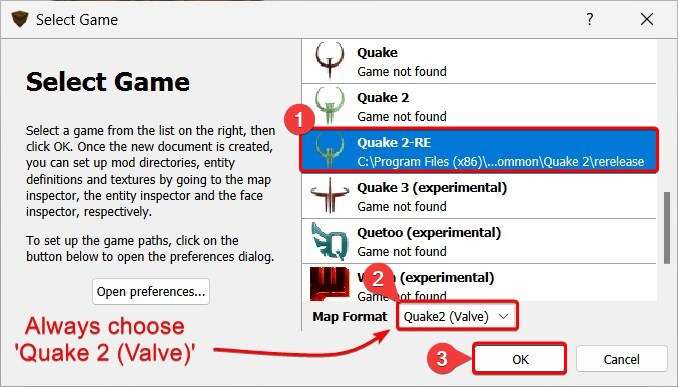 Select Game
?
Select Game
Select a game from the list on the right, then
click OK. Once the new document is created,
you can set up mod directories, entity
definitions and textures by going to the map
inspector, the entity inspector and the face
inspector, respectively.
To set up the game paths, click on the
button below to open the preferences dialog.
Open preferences...
Always choose
'Quake 2 (Valve)'
Quake
Game not found
Quake 2
Game not found
1
Quake 2-RE
C:\Program Files (x86)\...ommon\Quake 2\rerelease
Quake 3 (experimental)
Game not found
Quetoo (experimental)
Game not found
(experimental)
Game not found
2
Map Format
Quake2 (Valve)
3
OK
Cancel